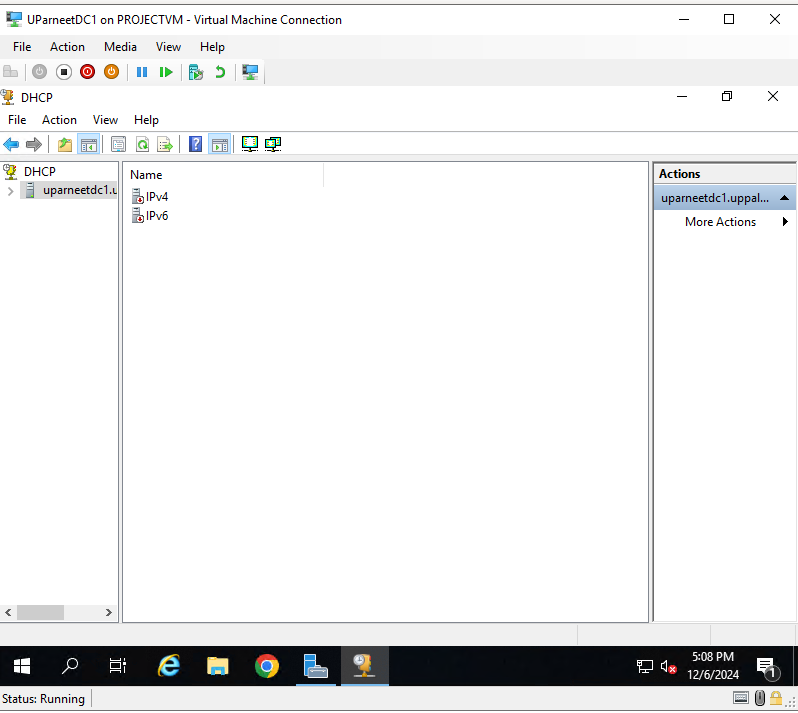 UParneetDC1 on PROJECTVM - Virtual Machine Connection
File Action Media View Help
DHCP
File Action View Help
DHCP
uparneetdc1.u
Name
IPv4
IPv6
Actions
uparneetdc1.uppal...
More Actions
5:08 PM
12/6/2024
1
Status: Running